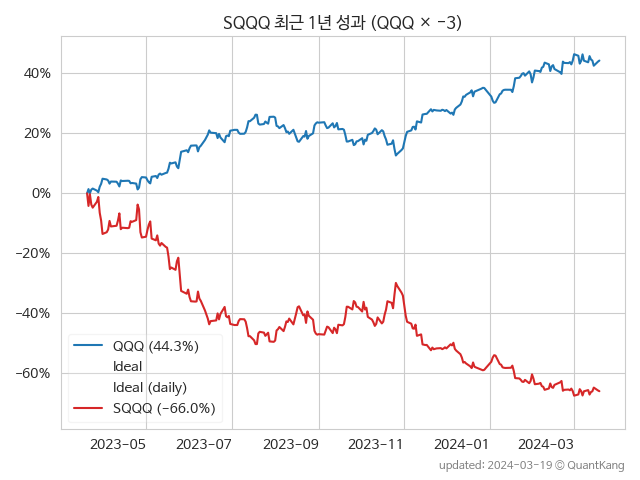 SQQQ 최근 1년 성과 (QQQ × −3)
40%
20%
0%
−20%
−40%
−60%
QQQ (44.3%)
Ideal
Ideal (daily)
SQQQ (−66.0%)
2023−05
2023−07
2023−09
2023−11
2024−01
2024−03
updated: 2024−03−19 © QuantKang